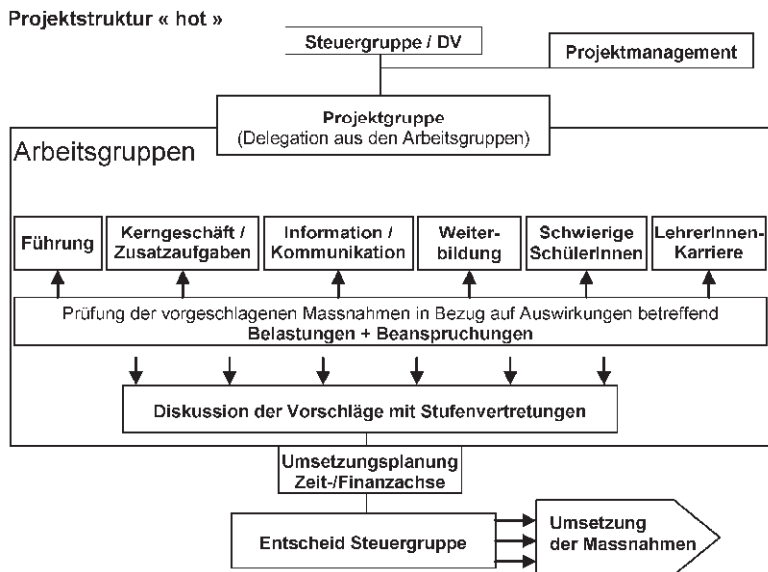 Projektstruktur « hot »
Steuergruppe / DV
Projektmanagement
Projektgruppe
(Delegation aus den Arbeitsgruppen)
Arbeitsgruppen
Führung
Kerngeschäft /
Zusatzaufgaben
Information /
Kommunikation
Weiter-
bildung
Schwierige
SchülerInnen
LehrerInnen-
Karriere
Prüfung der vorgeschlagenen Massnahmen in Bezug auf Auswirkungen betreffend
Belastungen + Beanspruchungen
Diskussion der Vorschläge mit Stufenvertretungen
Umsetzungsplanung
Zeit-/Finanzachse
Entscheid Steuergruppe
Umsetzung
der Massnahmen